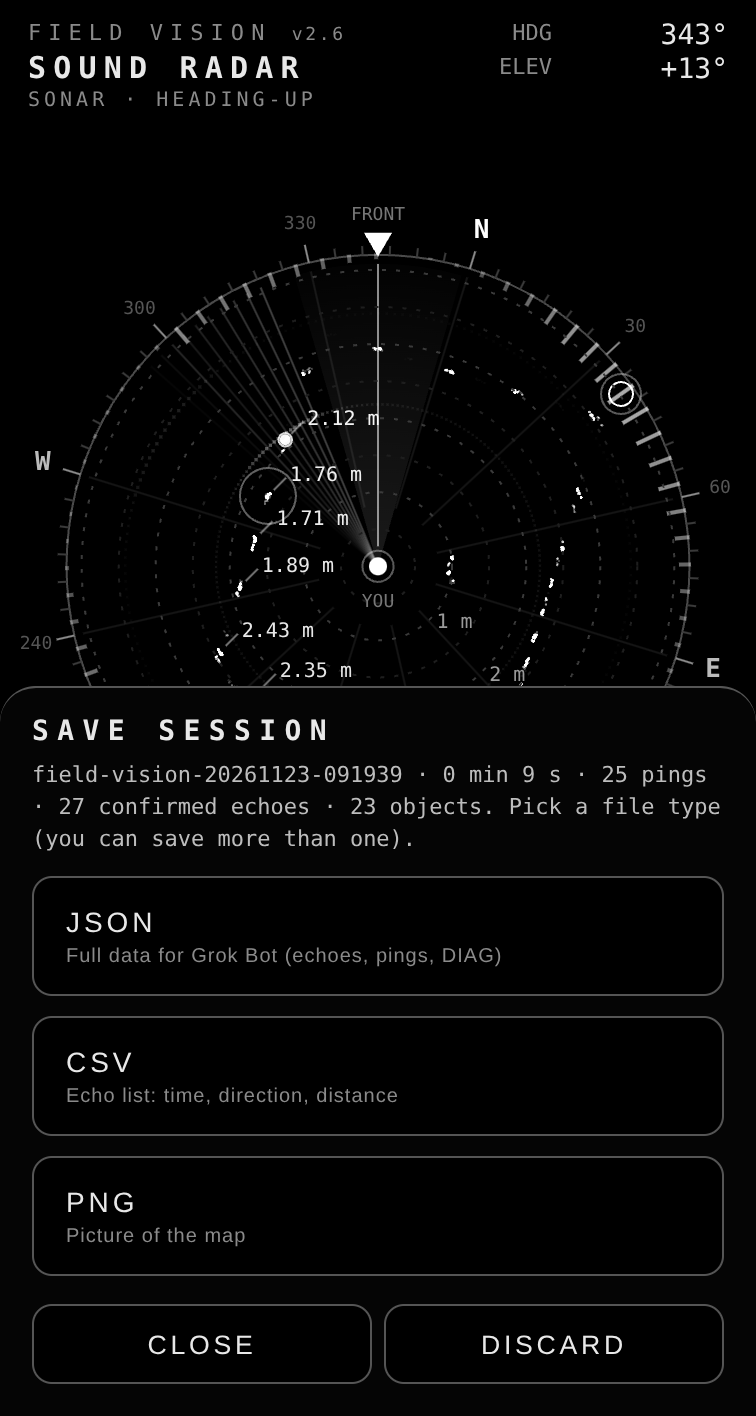 FIELD VISION v2.6
HDG 343°
SOUND RADAR
ELEV +13°
SONAR · HEADING-UP
FRONT
330
N
300
30
2.12 m
W
1.76 m
60
1.71 m
1.89 m
YOU
1 m
2.43 m
240
2.35 m
2 m
E
SAVE SESSION
field-vision-20261123-091939 · 0 min 9 s · 25 pings
· 27 confirmed echoes · 23 objects. Pick a file type
(you can save more than one).
JSON
Full data for Grok Bot (echoes, pings, DIAG)
CSV
Echo list: time, direction, distance
PNG
Picture of the map
CLOSE
DISCARD